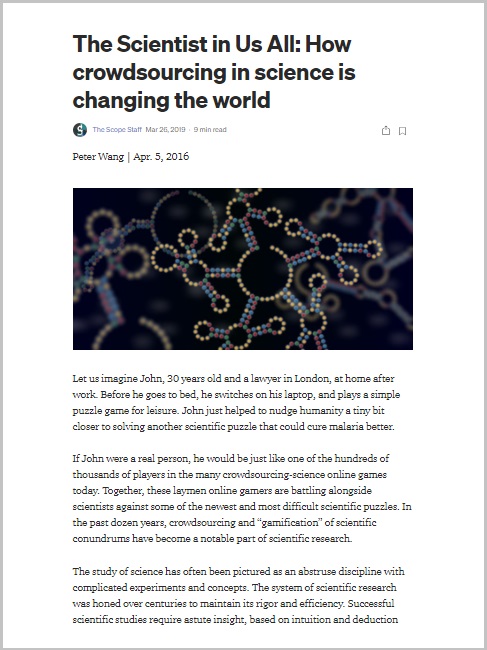 The Scientist in Us All: How
crowdsourcing in science is
changing the world
The Scope Staff Mar 26, 2019 · 9 min read
Peter Wang | Apr. 5, 2016
Let us imagine John, 30 years old and a lawyer in London, at home after
work. Before he goes to bed, he switches on his laptop, and plays a simple
puzzle game for leisure. John just helped to nudge humanity a tiny bit
closer to solving another scientific puzzle that could cure malaria better.
If John were a real person, he would be just like one of the hundreds of
thousands of players in the many crowdsourcing-science online games
today. Together, these laymen online gamers are battling alongside
scientists against some of the newest and most difficult scientific puzzles. In
the past dozen years, crowdsourcing and “gamification” of scientific
conundrums have become a notable part of scientific research.
The study of science has often been pictured as an abstruse discipline with
complicated experiments and concepts. The system of scientific research
was honed over centuries to maintain its rigor and efficiency. Successful
scientific studies require astute insight, based on intuition and deduction